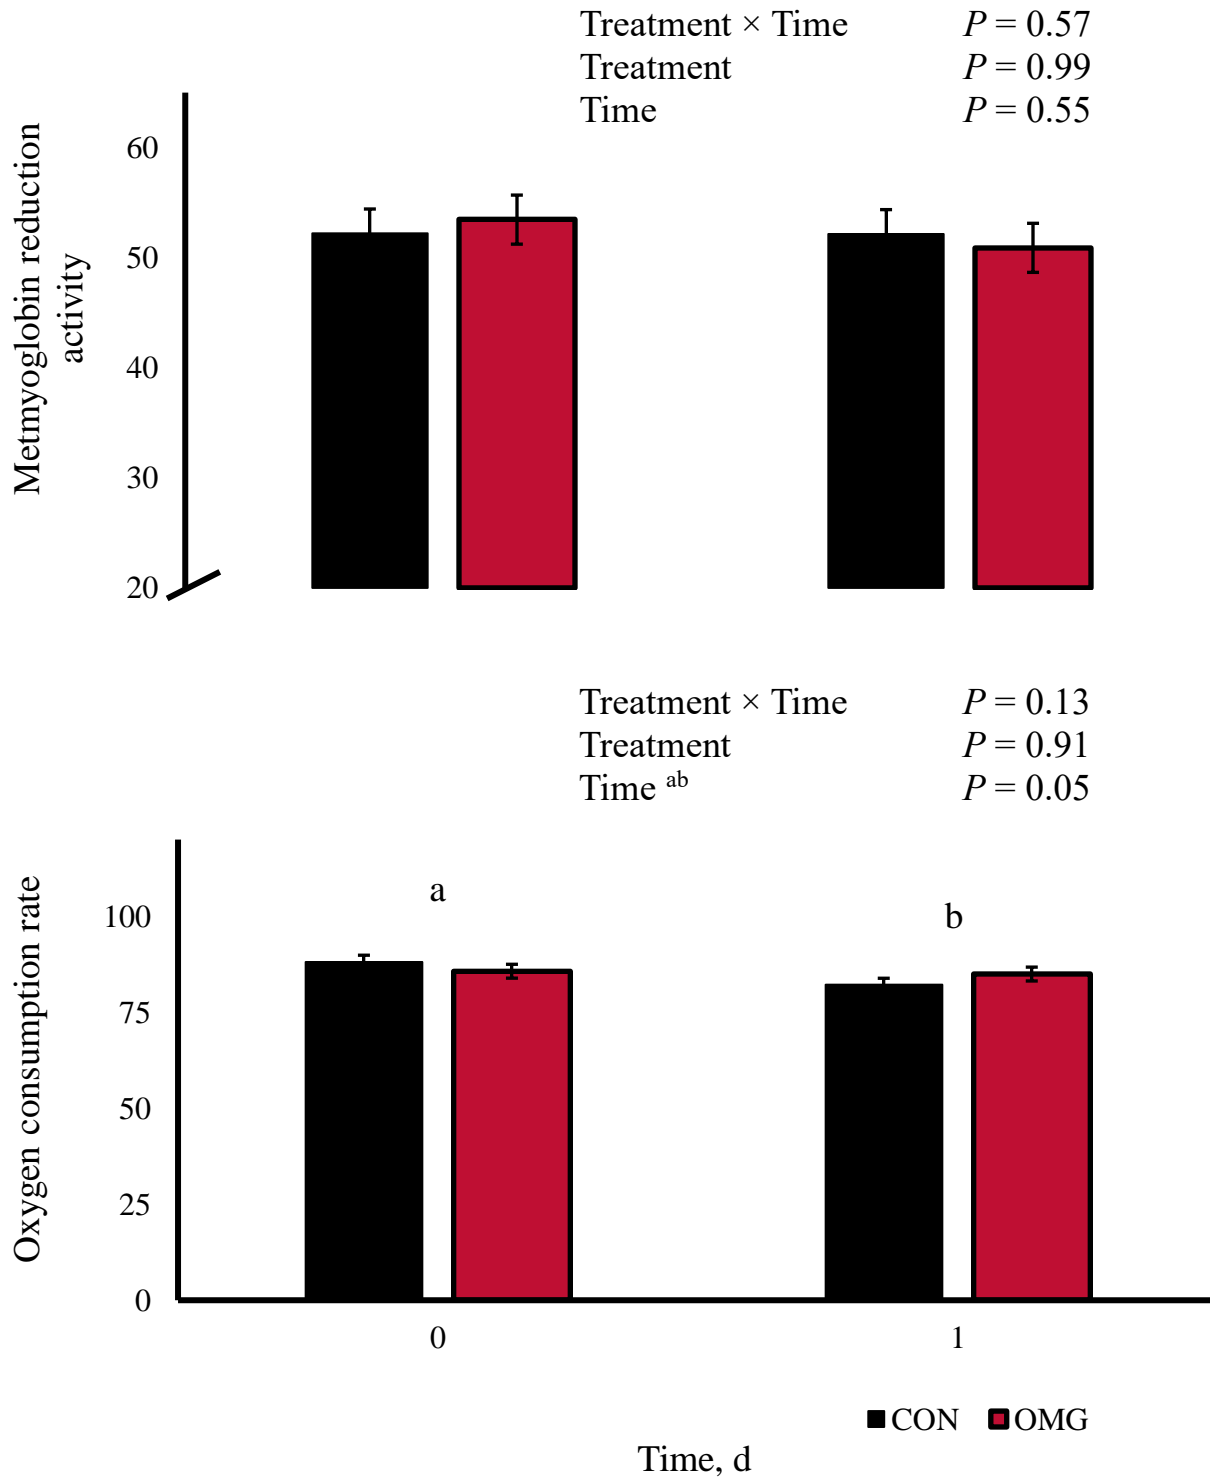 Treatment × Time P = 0.57
Treatment P = 0.99
Time P = 0.55
Metmyoglobin reduction
activity
60
50
40
30
20
Treatment × Time P = 0.13
Treatment P = 0.91
Time ab P = 0.05
Oxygen consumption rate
100
75
50
25
0
a
b
0 1
CON OMG
Time, d